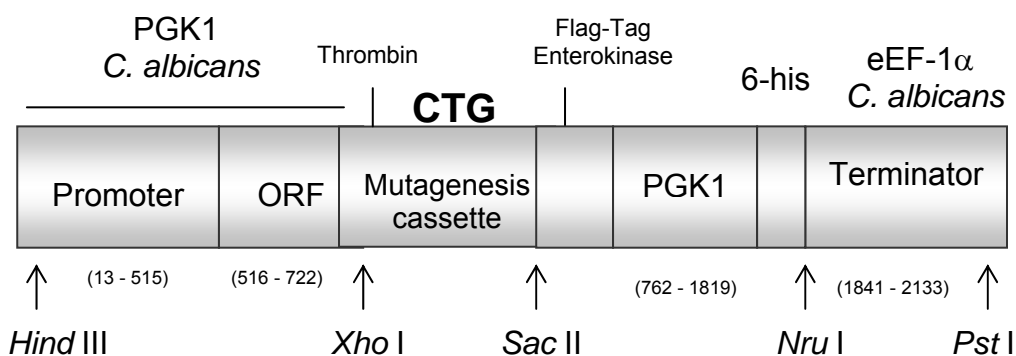 PGK1
C. albicans
Thrombin
CTG
Flag-Tag
Enterokinase
6-his
eEF-1α
C. albicans
Promoter
ORF
Mutagenesis
cassette
PGK1
Terminator
(13 - 515)
(516 - 722)
(762 - 1819)
(1841 - 2133)
Hind III
Xho I
Sac II
Nru I
Pst I